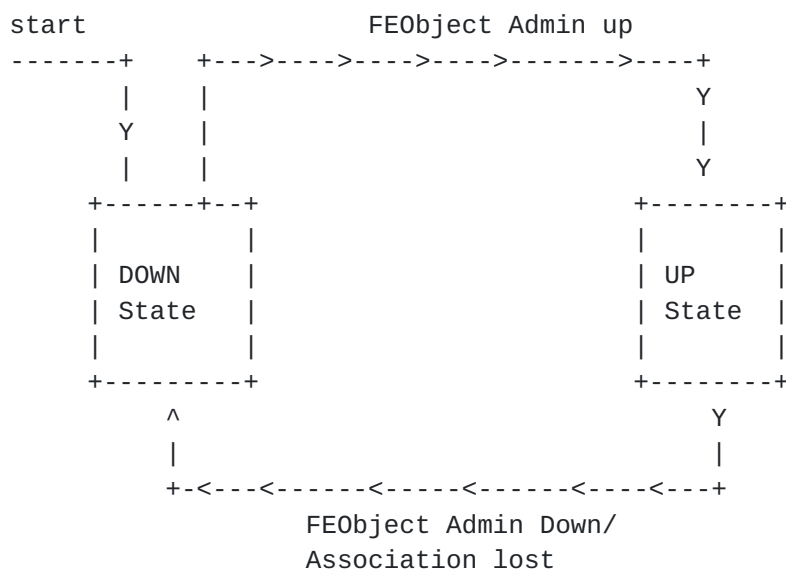 start FEObject Admin up
-------+ +--->---->---->---->------->----+
| | Y
Y | |
| | Y
+------+--+ +--------+
| | | |
| DOWN | | UP |
| State | | State |
| | | |
+---------+ +--------+
^ Y
| |
+-<---<------<-----<------<----<---+
FEObject Admin Down/
Association lost